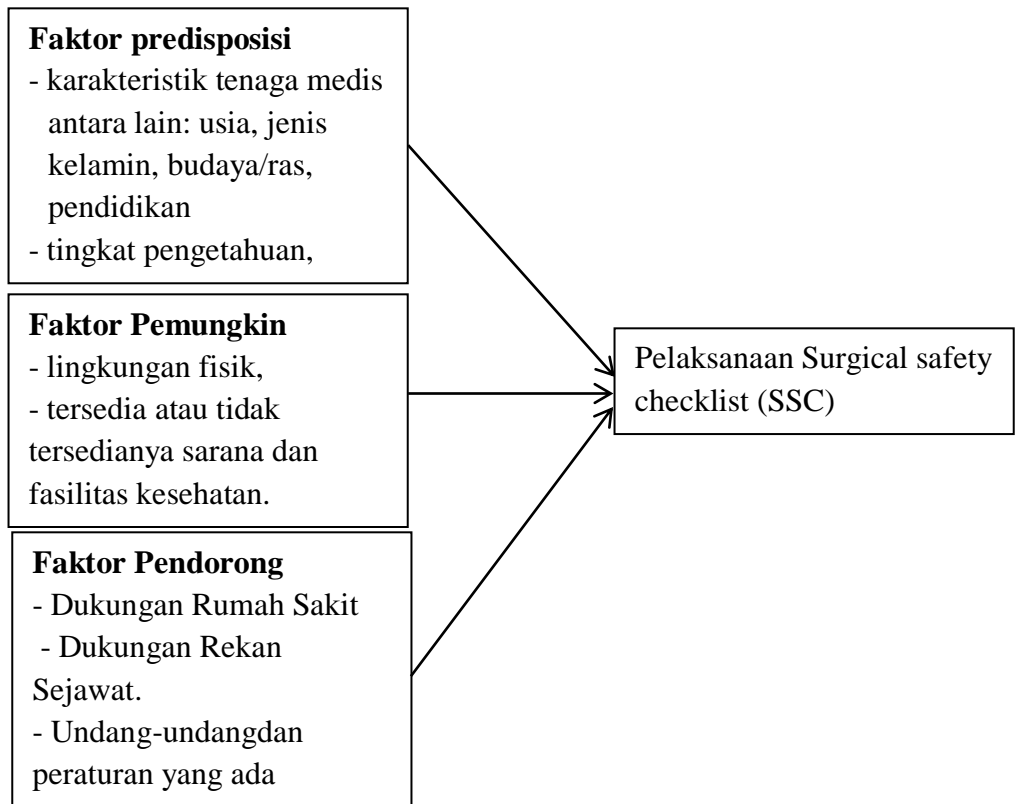 Faktor predisposisi
- karakteristik tenaga medis
antara lain: usia, jenis
kelamin, budaya/ras,
pendidikan
- tingkat pengetahuan,
Faktor Pemungkin
- lingkungan fisik,
- tersedia atau tidak
tersedianya sarana dan
fasilitas kesehatan.
Faktor Pendorong
- Dukungan Rumah Sakit
- Dukungan Rekan
Sejawat.
- Undang-undangdan
peraturan yang ada
Pelaksanaan Surgical safety
checklist (SSC)